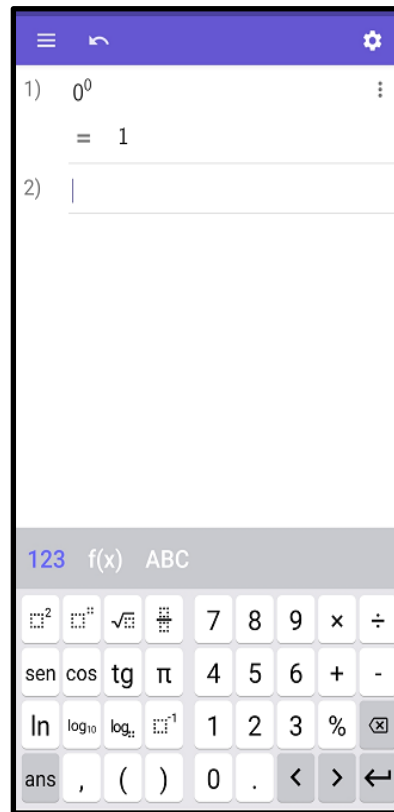 1) 0⁰
= 1
2)
123 f(x) ABC
7 8 9 × ÷
sen cos tg π 4 5 6 + -
ln log₁₀ log 1 2 3 %
ans , ( ) 0 . < >